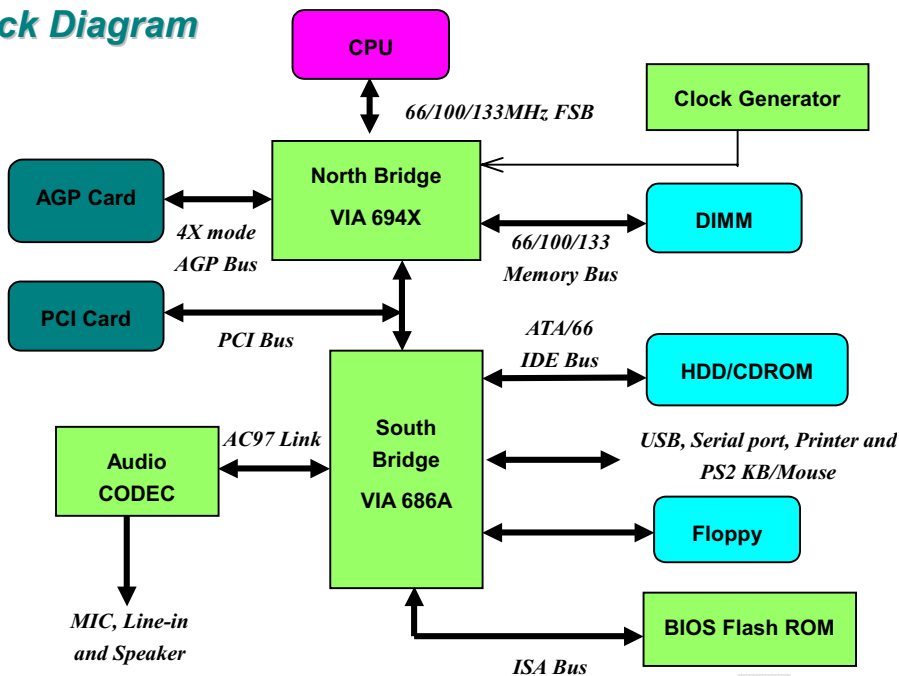 ck Diagram
CPU
66/100/133MHz FSB
Clock Generator
North Bridge
VIA 694X
AGP Card
4X mode
AGP Bus
DIMM
66/100/133
Memory Bus
PCI Card
PCI Bus
ATA/66
IDE Bus
HDD/CDROM
South
Bridge
VIA 686A
AC97 Link
Audio
CODEC
USB, Serial port, Printer and
PS2 KB/Mouse
Floppy
MIC, Line-in
and Speaker
BIOS Flash ROM
ISA Bus